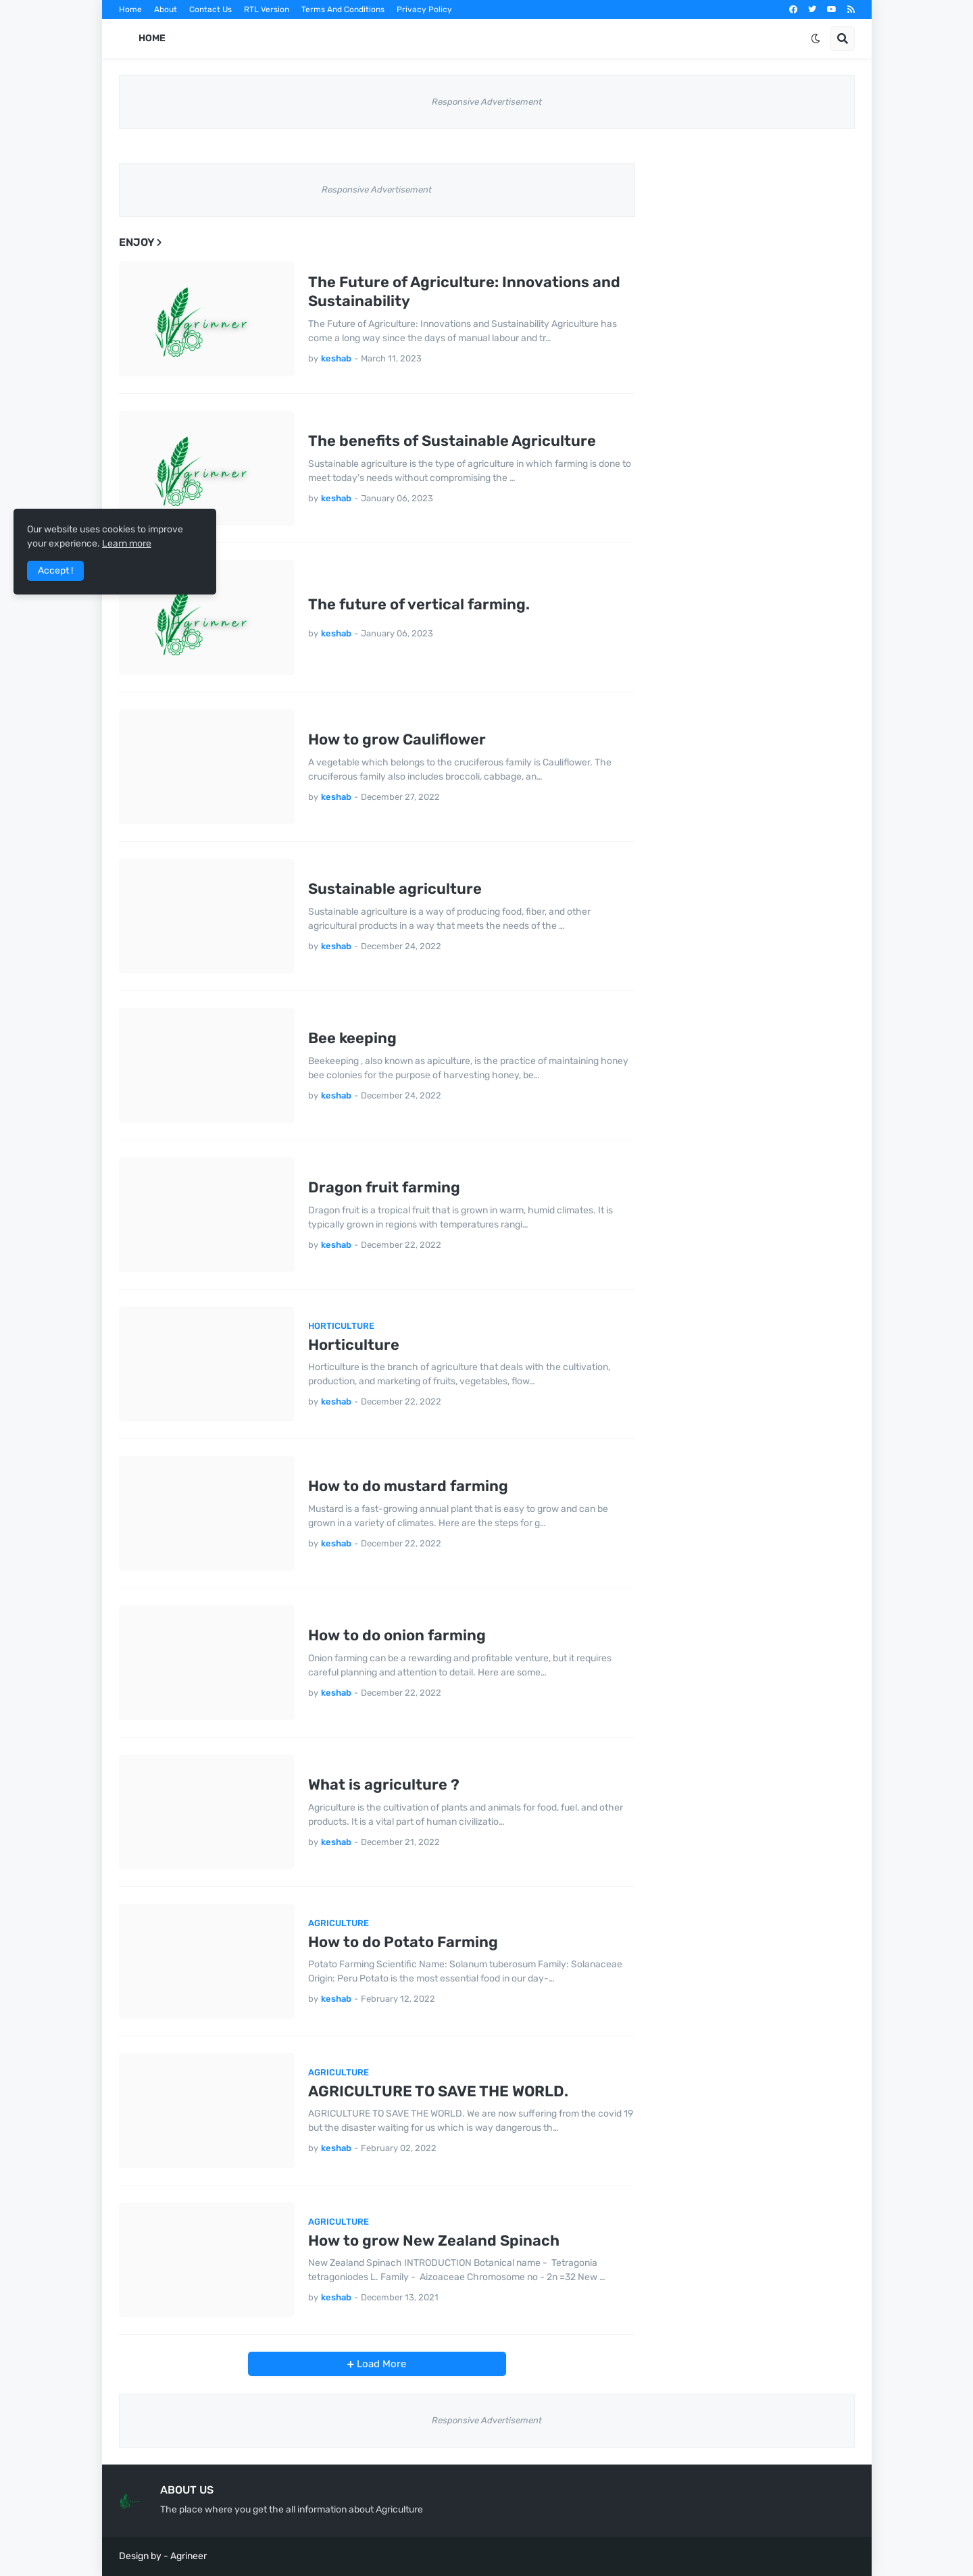 Home About Contact Us RTL Version Terms And Conditions Privacy Policy
HOME
Responsive Advertisement
Responsive Advertisement
ENJOY
Agrinner
The Future of Agriculture: Innovations and
Sustainability
The Future of Agriculture: Innovations and Sustainability Agriculture has
come a long way since the days of manual labour and tr…
by keshab - March 11, 2023
Agrinner
The benefits of Sustainable Agriculture
Sustainable agriculture is the type of agriculture in which farming is done to
meet today's needs without compromising the …
by keshab - January 06, 2023
Our website uses cookies to improve
your experience. Learn more
Accept !
Agrinner
The future of vertical farming.
by keshab - January 06, 2023
How to grow Cauliflower
A vegetable which belongs to the cruciferous family is Cauliflower. The
cruciferous family also includes broccoli, cabbage, an…
by keshab - December 27, 2022
Sustainable agriculture
Sustainable agriculture is a way of producing food, fiber, and other
agricultural products in a way that meets the needs of the …
by keshab - December 24, 2022
Bee keeping
Beekeeping , also known as apiculture, is the practice of maintaining honey
bee colonies for the purpose of harvesting honey, be…
by keshab - December 24, 2022
Dragon fruit farming
Dragon fruit is a tropical fruit that is grown in warm, humid climates. It is
typically grown in regions with temperatures rangi…
by keshab - December 22, 2022
HORTICULTURE
Horticulture
Horticulture is the branch of agriculture that deals with the cultivation,
production, and marketing of fruits, vegetables, flow…
by keshab - December 22, 2022
How to do mustard farming
Mustard is a fast-growing annual plant that is easy to grow and can be
grown in a variety of climates. Here are the steps for g…
by keshab - December 22, 2022
How to do onion farming
Onion farming can be a rewarding and profitable venture, but it requires
careful planning and attention to detail. Here are some…
by keshab - December 22, 2022
What is agriculture ?
Agriculture is the cultivation of plants and animals for food, fuel, and other
products. It is a vital part of human civilizatio…
by keshab - December 21, 2022
AGRICULTURE
How to do Potato Farming
Potato Farming Scientific Name: Solanum tuberosum Family: Solanaceae
Origin: Peru Potato is the most essential food in our day-…
by keshab - February 12, 2022
AGRICULTURE
AGRICULTURE TO SAVE THE WORLD.
AGRICULTURE TO SAVE THE WORLD. We are now suffering from the covid 19
but the disaster waiting for us which is way dangerous th…
by keshab - February 02, 2022
AGRICULTURE
How to grow New Zealand Spinach
New Zealand Spinach INTRODUCTION Botanical name - Tetragonia
tetragoniodes L. Family - Aizoaceae Chromosome no - 2n =32 New …
by keshab - December 13, 2021
+ Load More
Responsive Advertisement
ABOUT US
The place where you get the all information about Agriculture
Design by - Agrineer